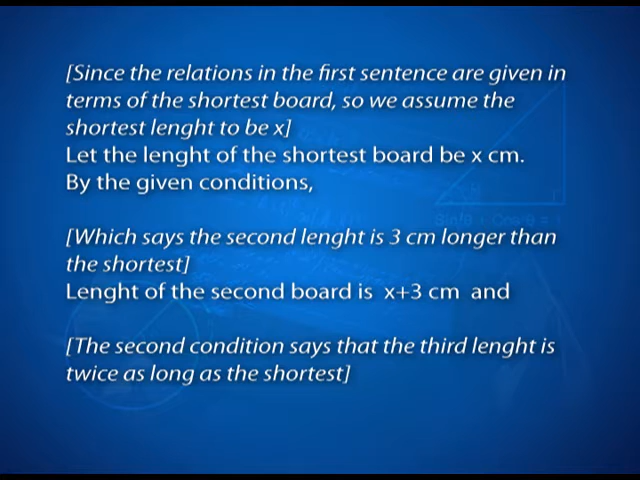 [Since the relations in the first sentence are given in
terms of the shortest board, so we assume the
shortest lenght to be x]
Let the lenght of the shortest board be x cm.
By the given conditions,
[Which says the second lenght is 3 cm longer than
the shortest]
Lenght of the second board is x+3 cm and
[The second condition says that the third lenght is
twice as long as the shortest]